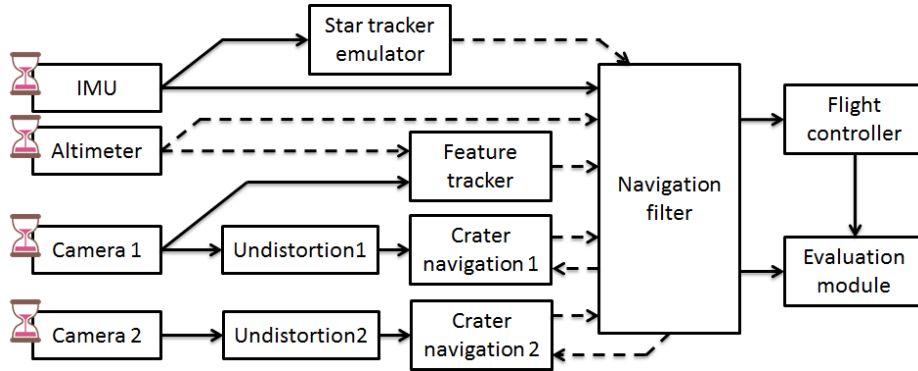 Star tracker
emulator
IMU
Altimeter
Feature
tracker
Camera 1
Undistortion1
Crater
navigation 1
Camera 2
Undistortion2
Crater
navigation 2
Navigation
filter
Flight
controller
Evaluation
module